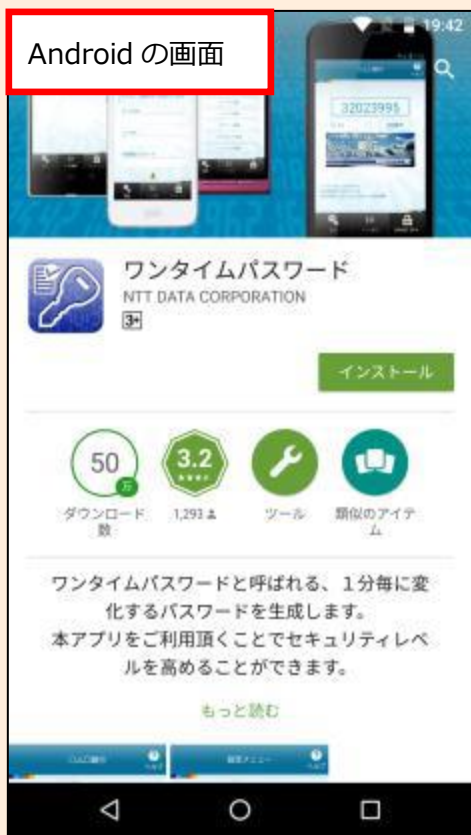 Android の画面
19:42
32023995
ワンタイムパスワード
NTT DATA CORPORATION
3+
インストール
50
万
3.2
ダウンロード
数
1,293
ツール
類似のアイテ
ム
ワンタイムパスワードと呼ばれる、1分毎に変
化するパスワードを生成します。
本アプリをご利用頂くことでセキュリティレベ
ルを高めることができます。
もっと読む
ヘルプ
ヘルプ